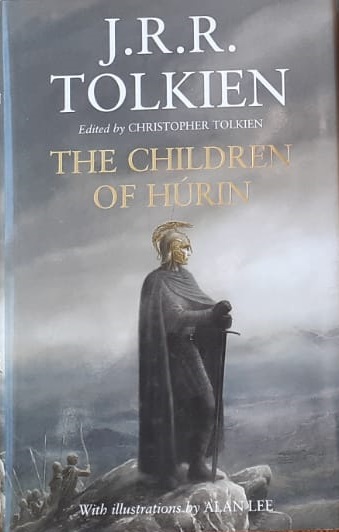 J.R.R.
TOLKIEN
Edited by CHRISTOPHER TOLKIEN
THE CHILDREN
OF HÚRIN
With illustrations by ALAN LEE